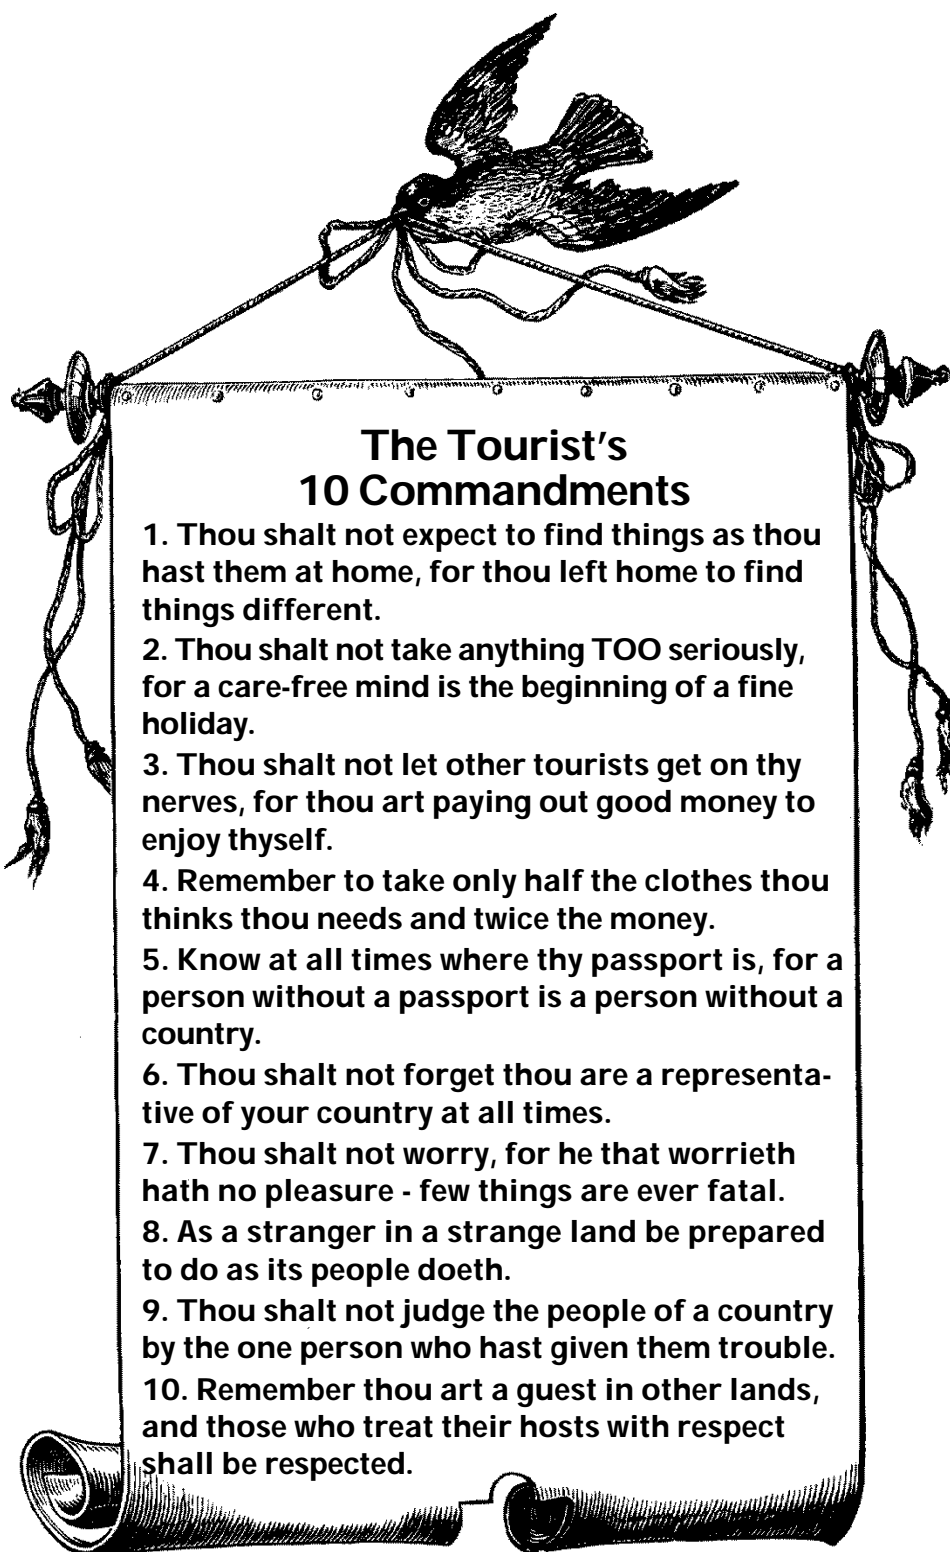 The Tourist's
10 Commandments
1. Thou shalt not expect to find things as thou
hast them at home, for thou left home to find
things different.
2. Thou shalt not take anything TOO seriously,
for a care-free mind is the beginning of a fine
holiday.
3. Thou shalt not let other tourists get on thy
nerves, for thou art paying out good money to
enjoy thyself.
4. Remember to take only half the clothes thou
thinks thou needs and twice the money.
5. Know at all times where thy passport is, for a
person without a passport is a person without a
country.
6. Thou shalt not forget thou are a representa-
tive of your country at all times.
7. Thou shalt not worry, for he that worrieth
hath no pleasure - few things are ever fatal.
8. As a stranger in a strange land be prepared
to do as its people doeth.
9. Thou shalt not judge the people of a country
by the one person who hast given them trouble.
10. Remember thou art a guest in other lands,
and those who treat their hosts with respect
shall be respected.